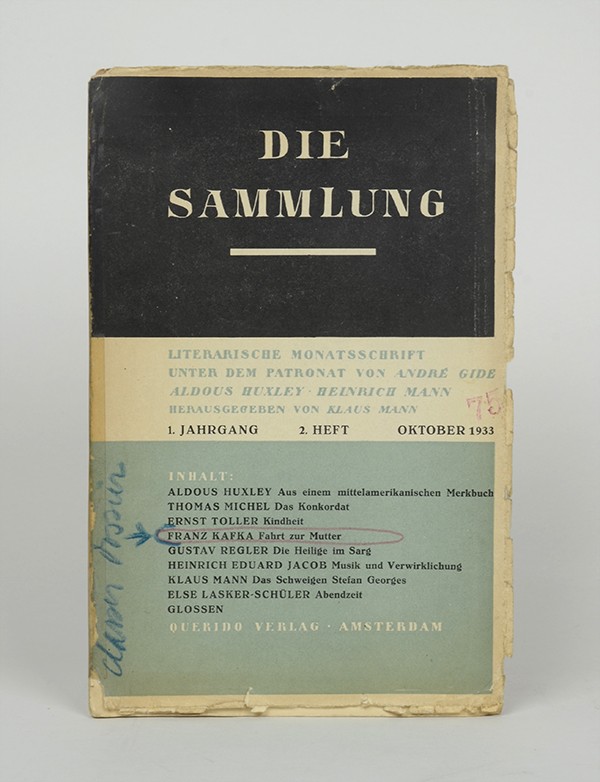 DIE
SAMMLUNG
LITERARISCHE MONATSSCHRIFT
UNTER DEM PATRONAT VON ANDRÉ GIDE
ALDOUS HUXLEY · HEINRICH MANN
HERAUSGEGEBEN VON KLAUS MANN
75
1. JAHRGANG 2. HEFT OKTOBER 1933
INHALT:
ALDOUS HUXLEY Aus einem mittelamerikanischen Merkbuch
THOMAS MICHEL Das Konkordat
ERNST TOLLER Kindheit
FRANZ KAFKA Fahrt zur Mutter
GUSTAV REGLER Die Heilige im Sarg
HEINRICH EDUARD JACOB Musik und Verwirklichung
KLAUS MANN Das Schweigen Stefan Georges
ELSE LASKER-SCHÜLER Abendzeit
GLOSSEN
QUERIDO VERLAG · AMSTERDAM